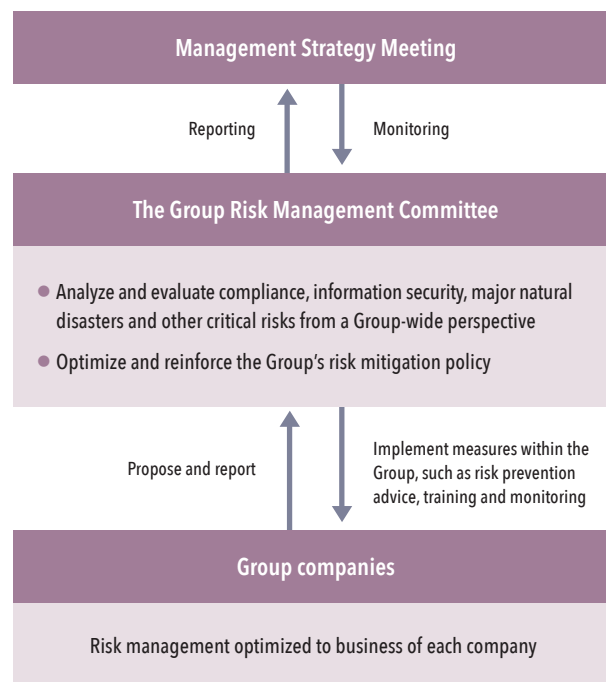 Management Strategy Meeting
Reporting
Monitoring
The Group Risk Management Committee
● Analyze and evaluate compliance, information security, major natural
disasters and other critical risks from a Group-wide perspective
● Optimize and reinforce the Group’s risk mitigation policy
Propose and report
Implement measures within the
Group, such as risk prevention
advice, training and monitoring
Group companies
Risk management optimized to business of each company